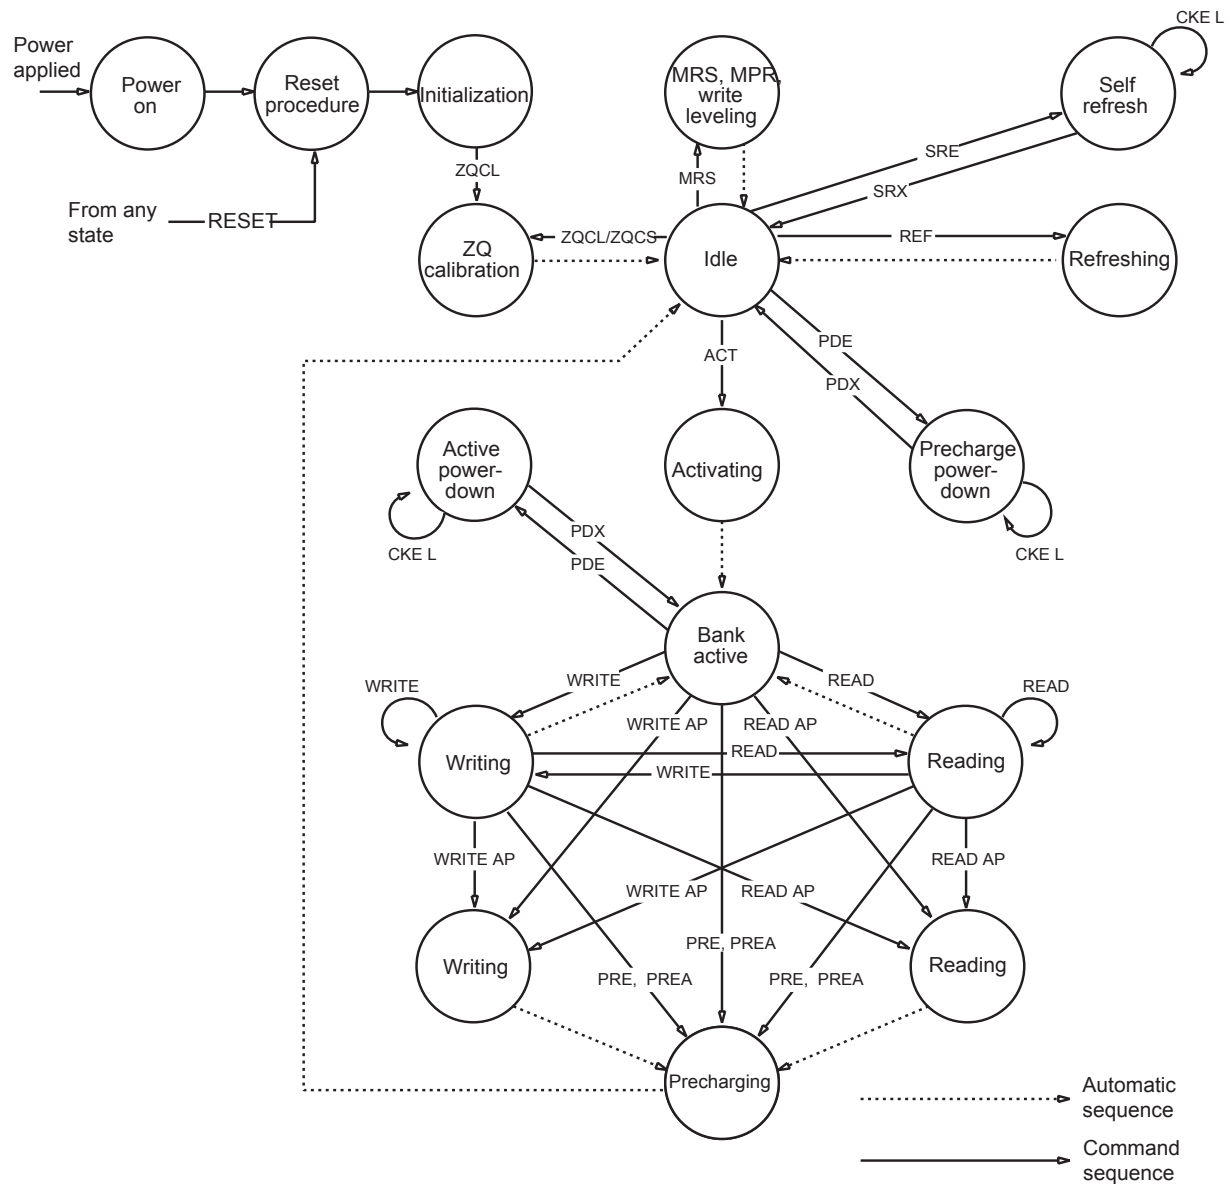 CKE L
Power
applied
Power
on
Reset
procedure
Initialization
MRS, MPR,
write
leveling
Self
refresh
ZQCL
MRS
SRE
SRX
From any
state
RESET
ZQ
calibration
ZQCL/ZQCS
Idle
REF
Refreshing
ACT
PDE
PDX
Active
power-
down
Activating
Precharge
power-
down
CKE L
PDX
PDE
CKE L
Bank
active
WRITE
WRITE
READ
READ
WRITE AP
READ AP
Writing
READ
WRITE
Reading
WRITE AP
READ AP
WRITE AP
READ AP
PRE, PREA
Writing
PRE, PREA
PRE, PREA
Reading
Precharging
Automatic
sequence
Command
sequence